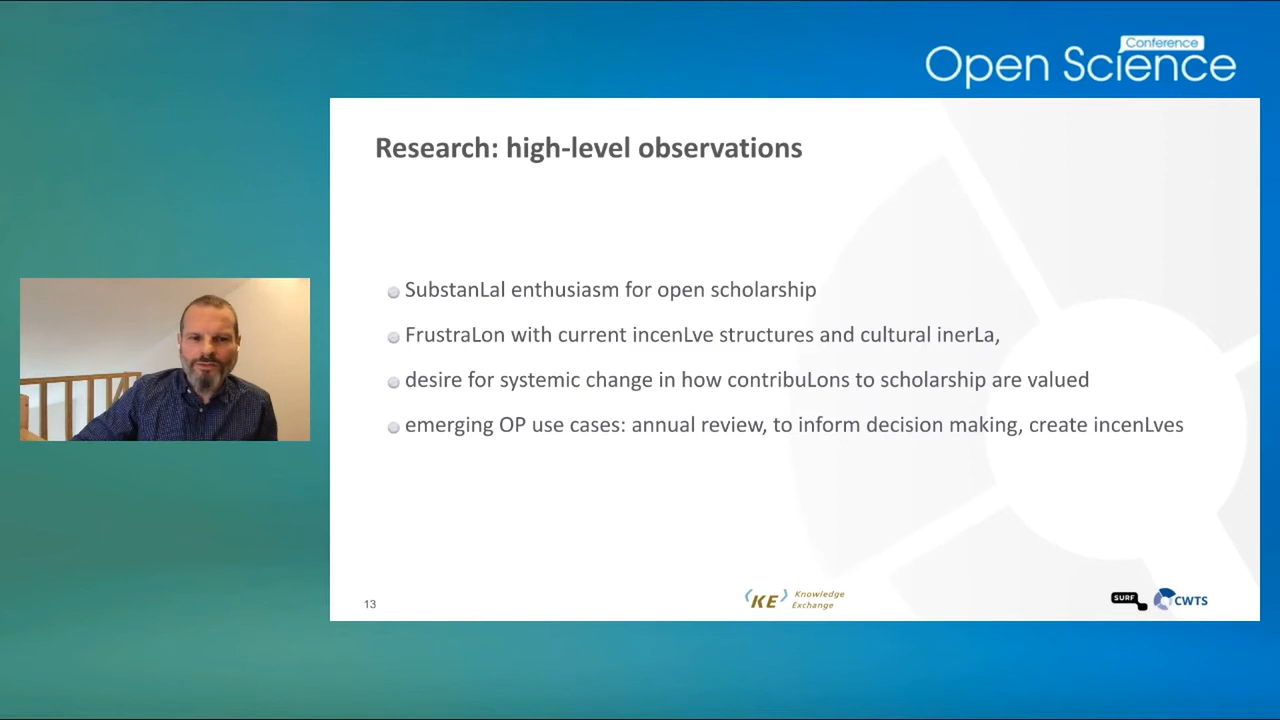 Conference
Open Science
Research: high-level observations
SubstanLal enthusiasm for open scholarship
FrustraLon with current incenLve structures and cultural inerLa,
desire for systemic change in how contribuLons to scholarship are valued
emerging OP use cases: annual review, to inform decision making, create incenLves
13
KE Knowledge
Exchange
SURF
CWTS